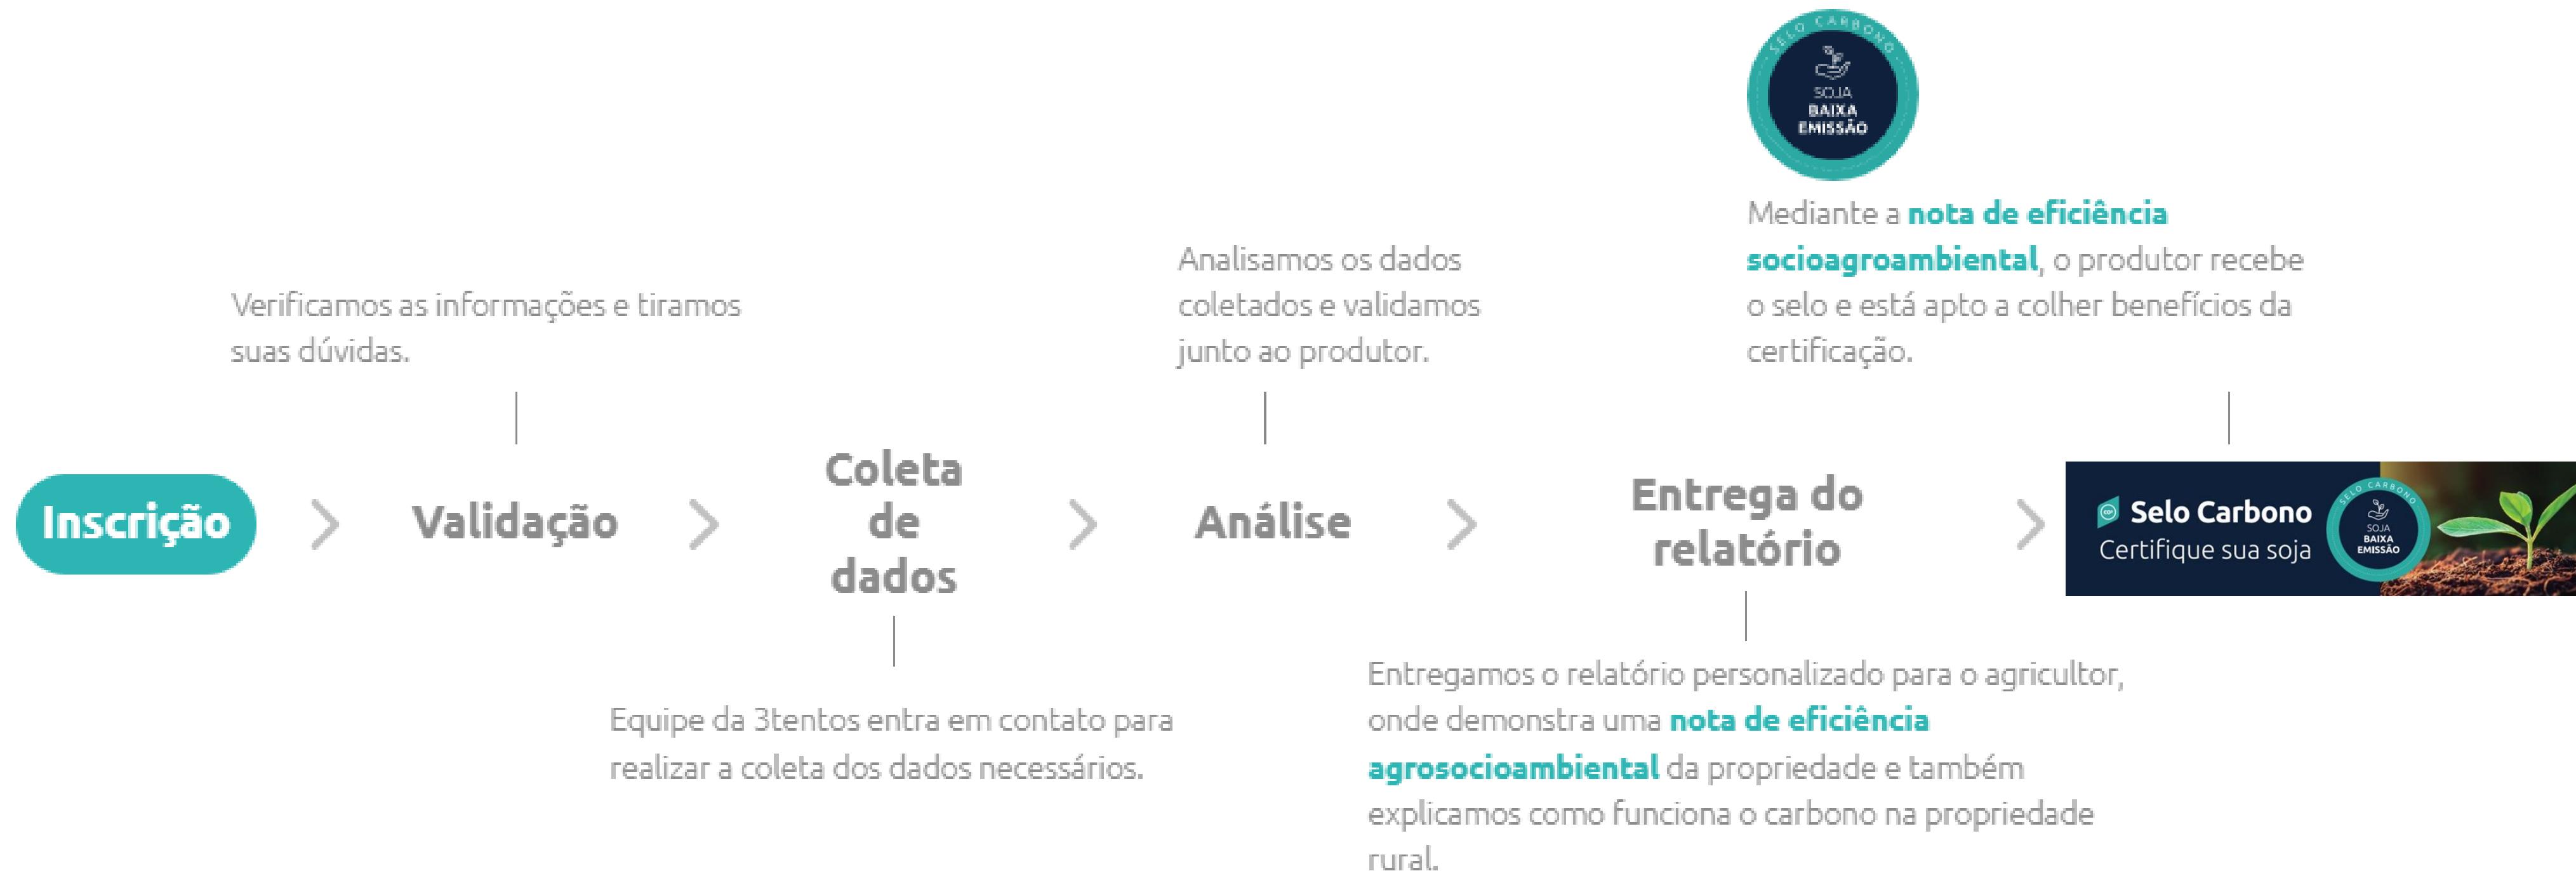 SELO CARBONO
SOJA
BAIXA
EMISSÃO
Mediante a nota de eficiência
socioagroambiental, o produtor recebe
o selo e está apto a colher benefícios da
certificação.
Analisamos os dados
coletados e validamos
junto ao produtor.
Verificamos as informações e tiramos
suas dúvidas.
Inscrição
Validação
Coleta
de
dados
Análise
Entrega do
relatório
Selo Carbono
Certifique sua soja
SELO CARBONO
SOJA
BAIXA
EMISSÃO
Equipe da 3tentos entra em contato para
realizar a coleta dos dados necessários.
Entregamos o relatório personalizado para o agricultor,
onde demonstra uma nota de eficiência
agrosocioambiental da propriedade e também
explicamos como funciona o carbono na propriedade
rural.